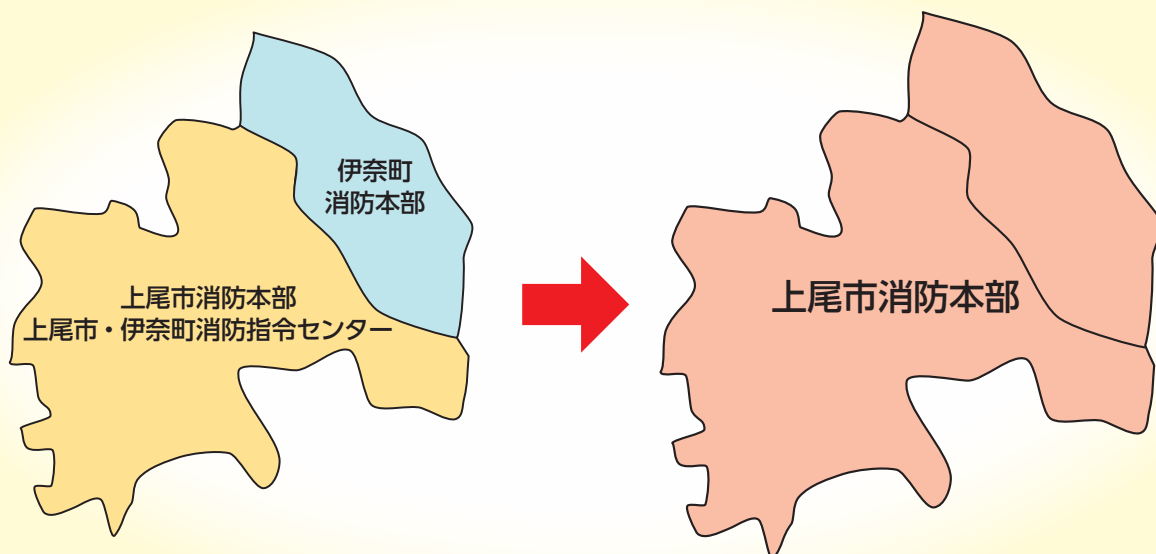 伊奈町
消防本部
上尾市消防本部
上尾市・伊奈町消防指令センター
上尾市消防本部